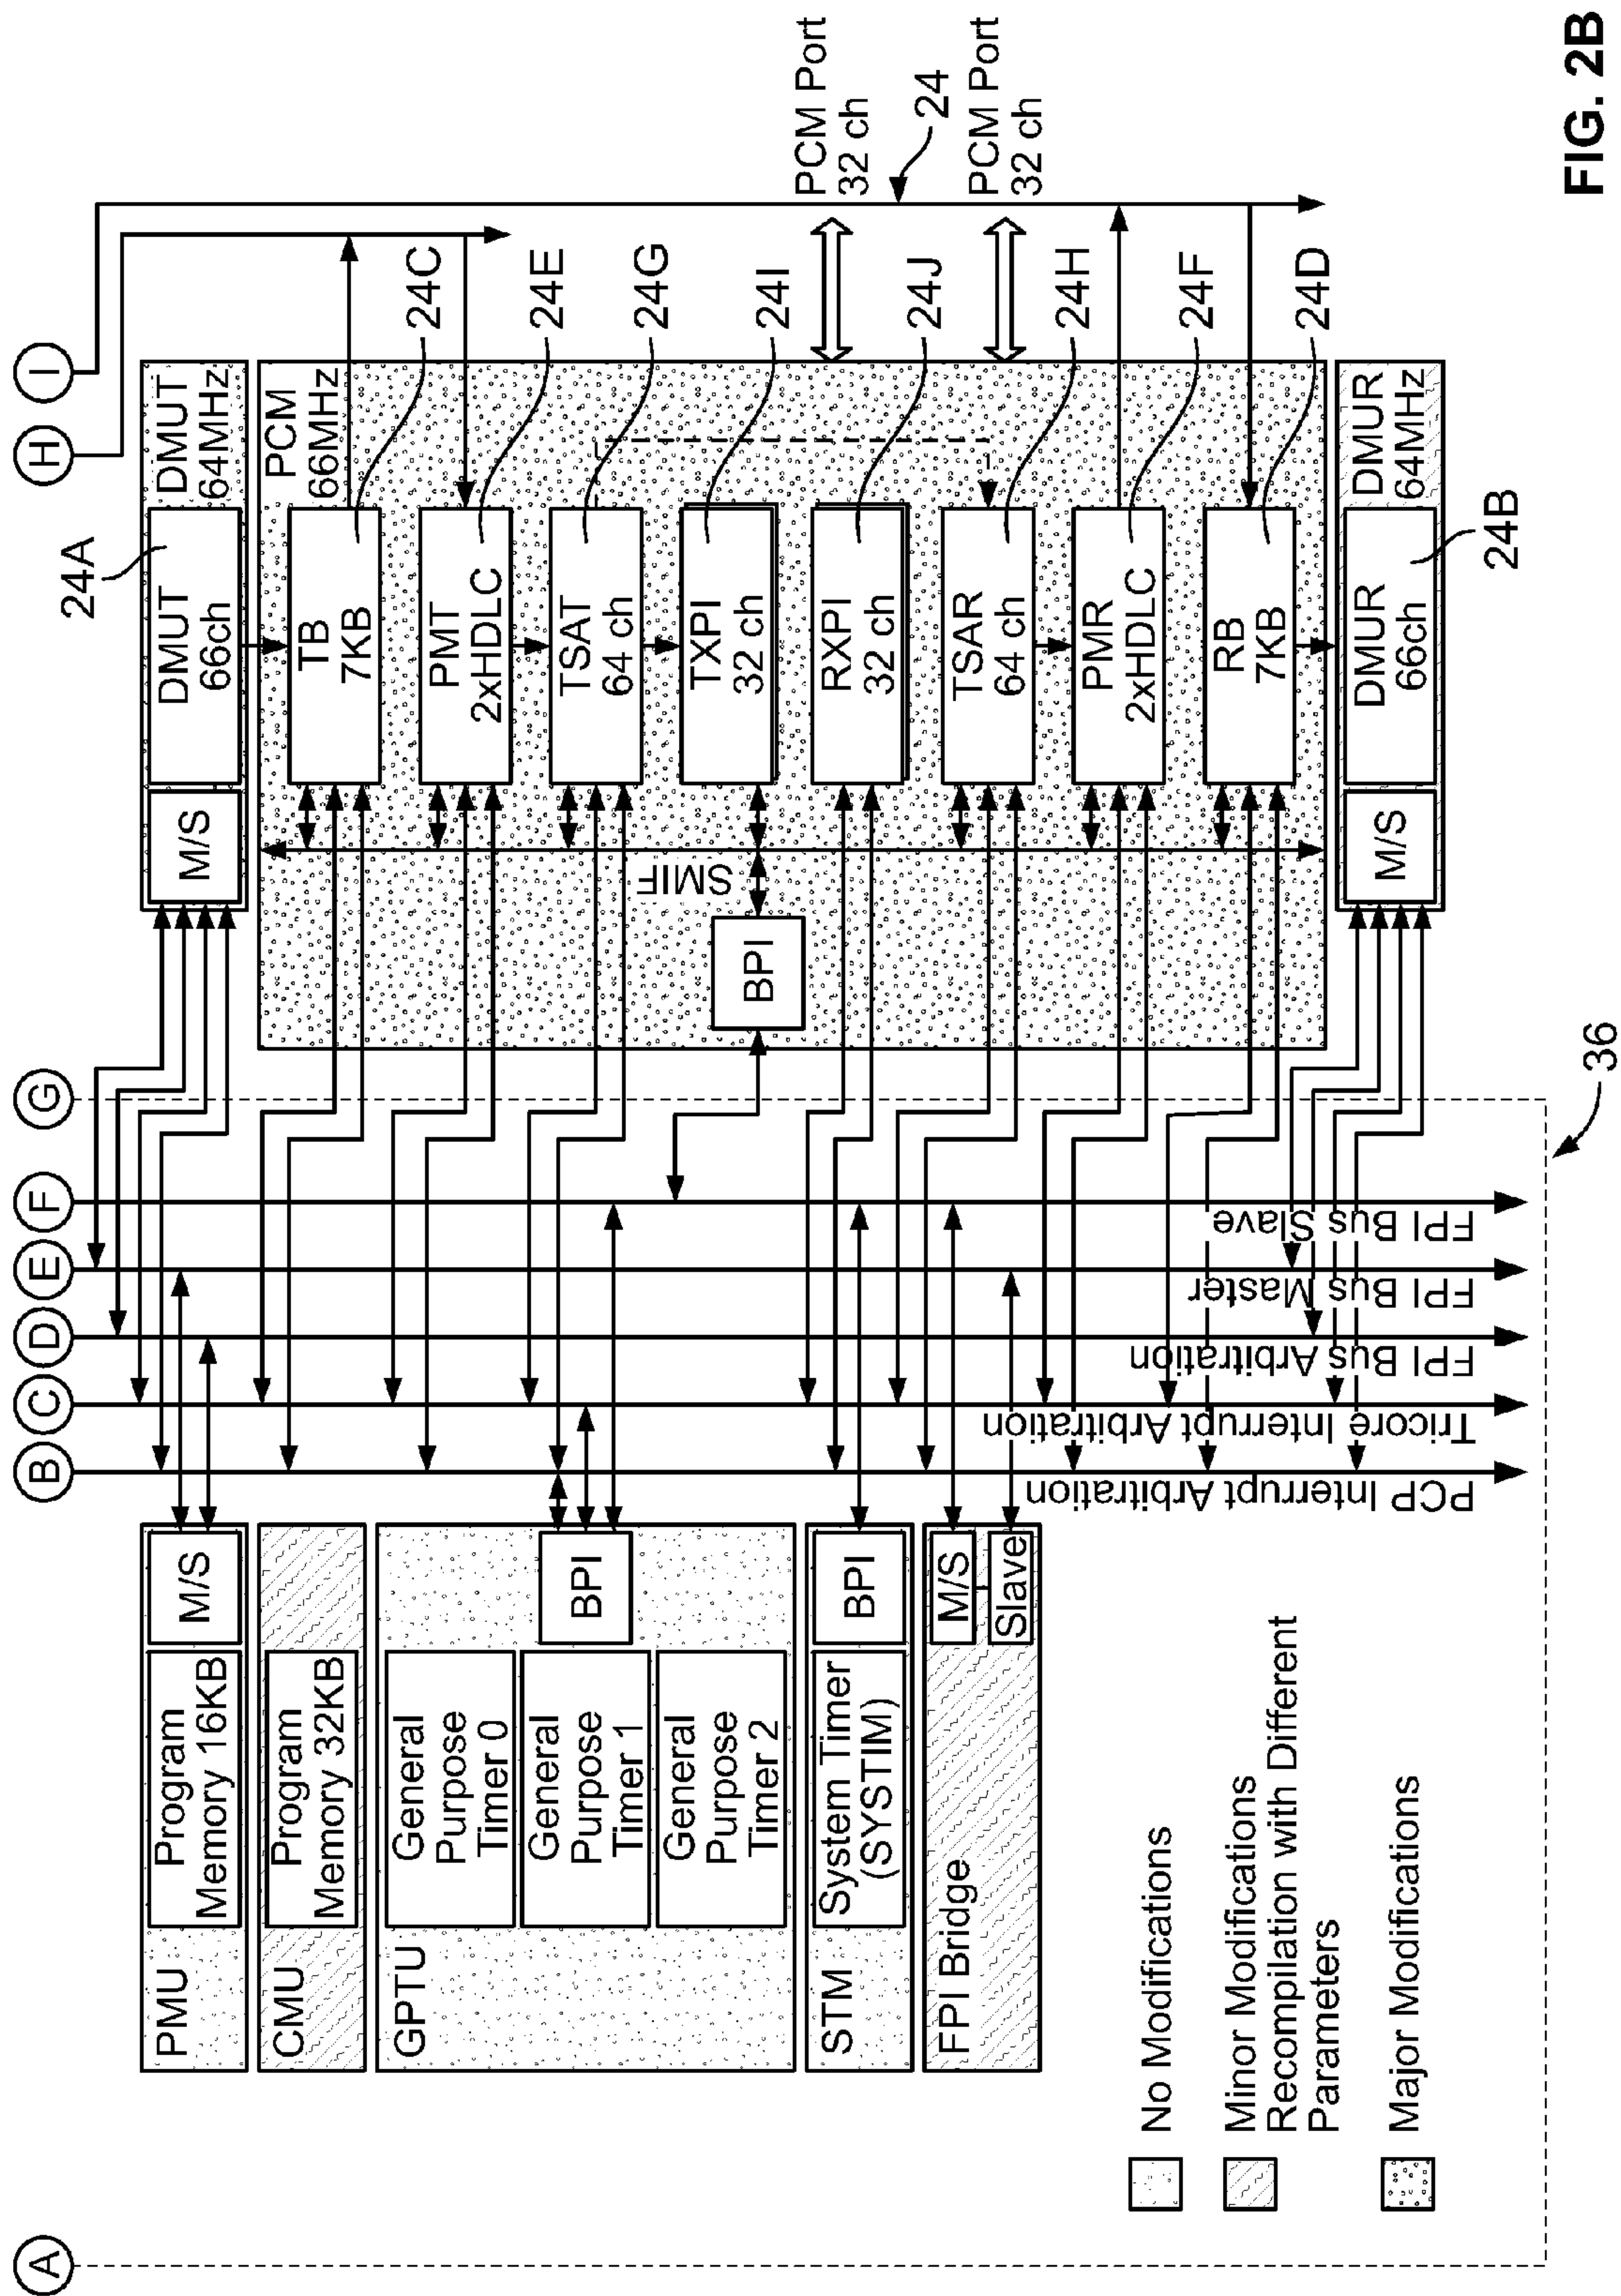 A
B
C
D
E
F
G
H
I
PMU
Program
Memory 16KB
M/S
CMU
Program
Memory 32KB
GPTU
General
Purpose
Timer 0
General
Purpose
Timer 1
General
Purpose
Timer 2
BPI
STM
System Timer
(SYSTIM)
BPI
FPI Bridge
M/S
Slave
PCP Interrupt Arbitration
Tricore Interrupt Arbitration
FPI Bus Arbitration
FPI Bus Master
FPI Bus Slave
M/S
DMUT
66ch
DMUT
64MHz
24A
PCM
66MHz
BPI
SMIF
TB
7KB
24C
PMT
2xHDLC
24E
TSAT
64 ch
24G
TXPI
32 ch
24I
RXPI
32 ch
24J
TSAR
64 ch
24H
PMR
2xHDLC
24F
RB
7KB
24D
M/S
DMUR
66ch
DMUR
64MHz
24B
PCM Port
32 ch
24
PCM Port
32 ch
36
No Modifications
Minor Modifications
Recompilation with Different
Parameters
Major Modifications
FIG. 2B